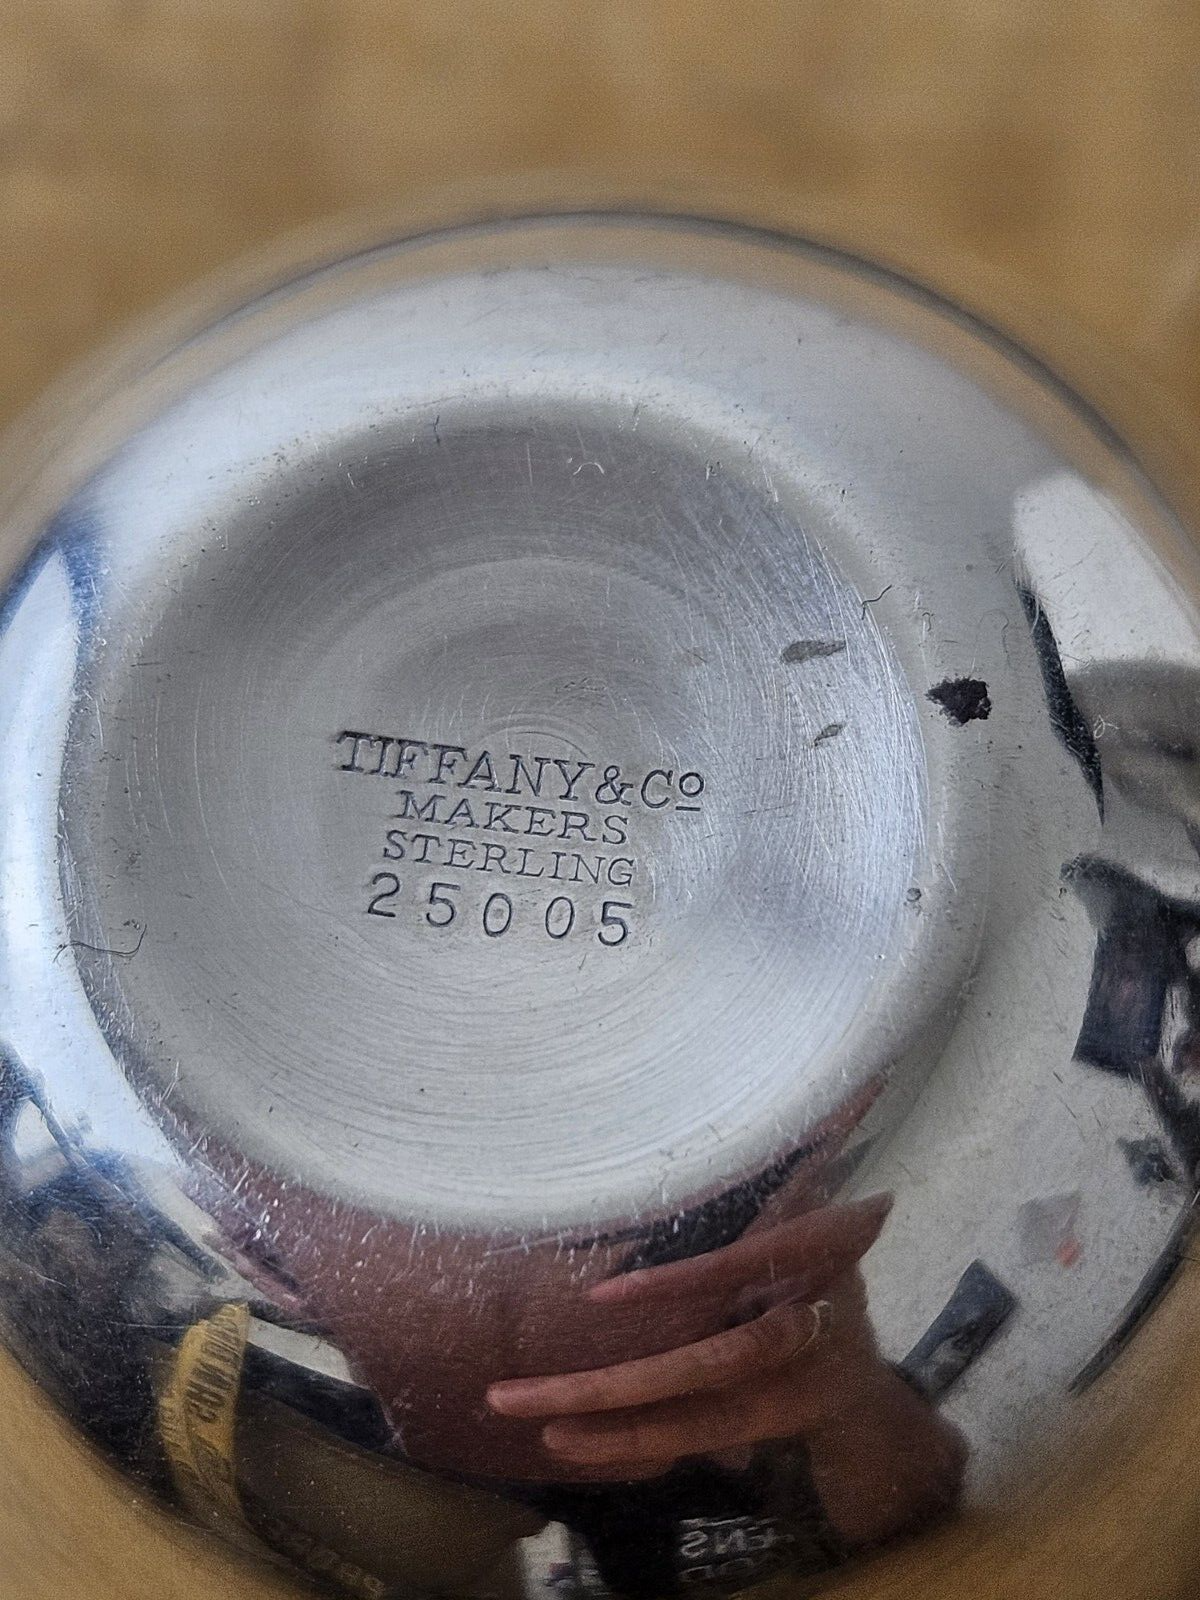 TIFFANY & Cº
MAKERS
STERLING
25005